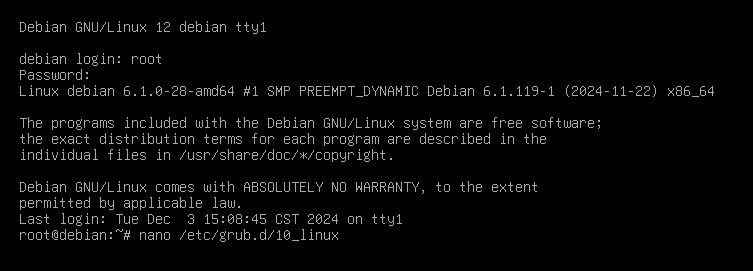 Debian GNU/Linux 12 debian tty1
debian login: root
Password:
Linux debian 6.1.0-28-amd64 #1 SMP PREEMPT_DYNAMIC Debian 6.1.119-1 (2024-11-22) x86_64
The programs included with the Debian GNU/Linux system are free software;
the exact distribution terms for each program are described in the
individual files in /usr/share/doc/*/copyright.
Debian GNU/Linux comes with ABSOLUTELY NO WARRANTY, to the extent
permitted by applicable law.
Last login: Tue Dec  3 15:08:45 CST 2024 on tty1
root@debian:~# nano /etc/grub.d/10_linux